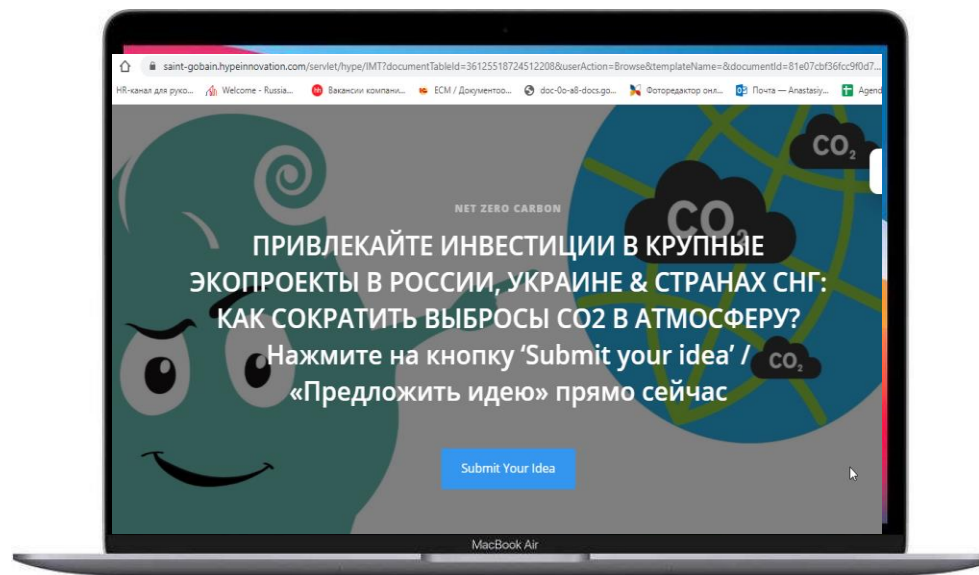 saint-gobain.hypeinnovation.com/servlet/hype/IMT?documentTableId=36125518724512208&userAction=Browse&templateName=&documentId=81e07cbf36fcc9f0d7...
HR-канал для руко... Welcome - Russia... Вакансии компани... ECM / Документоо... doc-0o-a8-docs.go... Фоторедактор онл... Почта — Anastasiy... Agend
CO2
NET ZERO CARBON
CO2
ПРИВЛЕКАЙТЕ ИНВЕСТИЦИИ В КРУПНЫЕ
ЭКОПРОЕКТЫ В РОССИИ, УКРАИНЕ & СТРАНАХ СНГ:
КАК СОКРАТИТЬ ВЫБРОСЫ СО2 В АТМОСФЕРУ?
Нажмите на кнопку ‘Submit your idea’ /
CO2
«Предложить идею» прямо сейчас
Submit Your Idea
MacBook Air